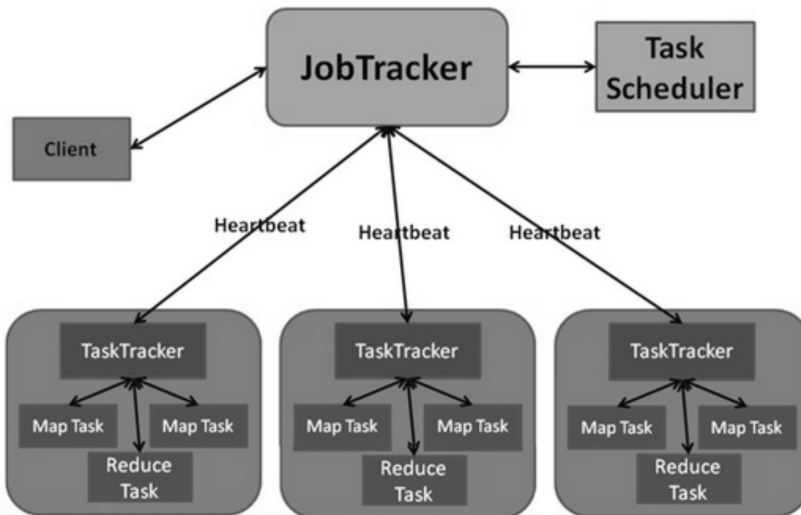 JobTracker
Task
Scheduler
Client
Heartbeat
Heartbeat
Heartbeat
TaskTracker
Map Task
Map Task
Reduce
Task
TaskTracker
Map Task
Map Task
Reduce
Task
TaskTracker
Map Task
Map Task
Reduce
Task